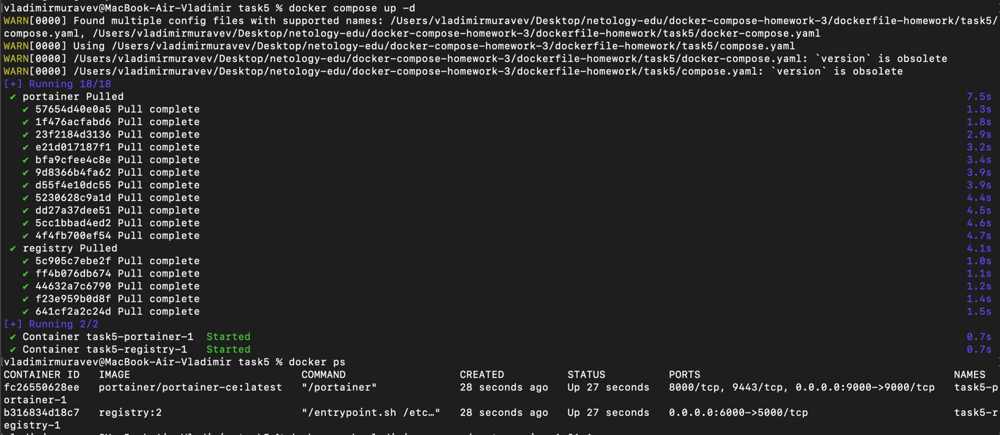 [vladimirmuravev@MacBook-Air-Vladimir task5 % docker compose up -d
WARN[0000] Found multiple config files with supported names: /Users/vladimirmuravev/Desktop/netology-edu/docker-compose-homework-3/dockerfile-homework/task5/
compose.yaml, /Users/vladimirmuravev/Desktop/netology-edu/docker-compose-homework-3/dockerfile-homework/task5/docker-compose.yaml
WARN[0000] Using /Users/vladimirmuravev/Desktop/netology-edu/docker-compose-homework-3/dockerfile-homework/task5/compose.yaml
WARN[0000] /Users/vladimirmuravev/Desktop/netology-edu/docker-compose-homework-3/dockerfile-homework/task5/docker-compose.yaml: `version` is obsolete
WARN[0000] /Users/vladimirmuravev/Desktop/netology-edu/docker-compose-homework-3/dockerfile-homework/task5/compose.yaml: `version` is obsolete
[+] Running 18/18
✔ portainer Pulled 7.5s
✔ 57654d40e0a5 Pull complete 1.3s
✔ 1f476acfabd6 Pull complete 1.8s
✔ 23f2184d3136 Pull complete 2.9s
✔ e21d017187f1 Pull complete 3.2s
✔ bfa9cfee4c8e Pull complete 3.4s
✔ 9d8366b4fa62 Pull complete 3.9s
✔ d55f4e10dc55 Pull complete 3.9s
✔ 5230628c9a1d Pull complete 4.4s
✔ dd27a37dee51 Pull complete 4.5s
✔ 5cc1bbad4ed2 Pull complete 4.6s
✔ 4f4fb700ef54 Pull complete 4.7s
✔ registry Pulled 4.1s
✔ 5c905c7ebe2f Pull complete 1.0s
✔ ff4b076db674 Pull complete 1.1s
✔ 44632a7c6790 Pull complete 1.2s
✔ f23e959b0d8f Pull complete 1.4s
✔ 641cf2a2c24d Pull complete 1.5s
[+] Running 2/2
✔ Container task5-portainer-1 Started 0.7s
✔ Container task5-registry-1 Started 0.7s
[vladimirmuravev@MacBook-Air-Vladimir task5 % docker ps
CONTAINER ID IMAGE COMMAND CREATED STATUS PORTS NAMES
fc26550628ee portainer/portainer-ce:latest "/portainer" 28 seconds ago Up 27 seconds 8000/tcp, 9443/tcp, 0.0.0.0:9000->9000/tcp task5-p
ortainer-1
b316834d18c7 registry:2 "/entrypoint.sh /etc…" 28 seconds ago Up 27 seconds 0.0.0.0:6000->5000/tcp task5-r
egistry-1